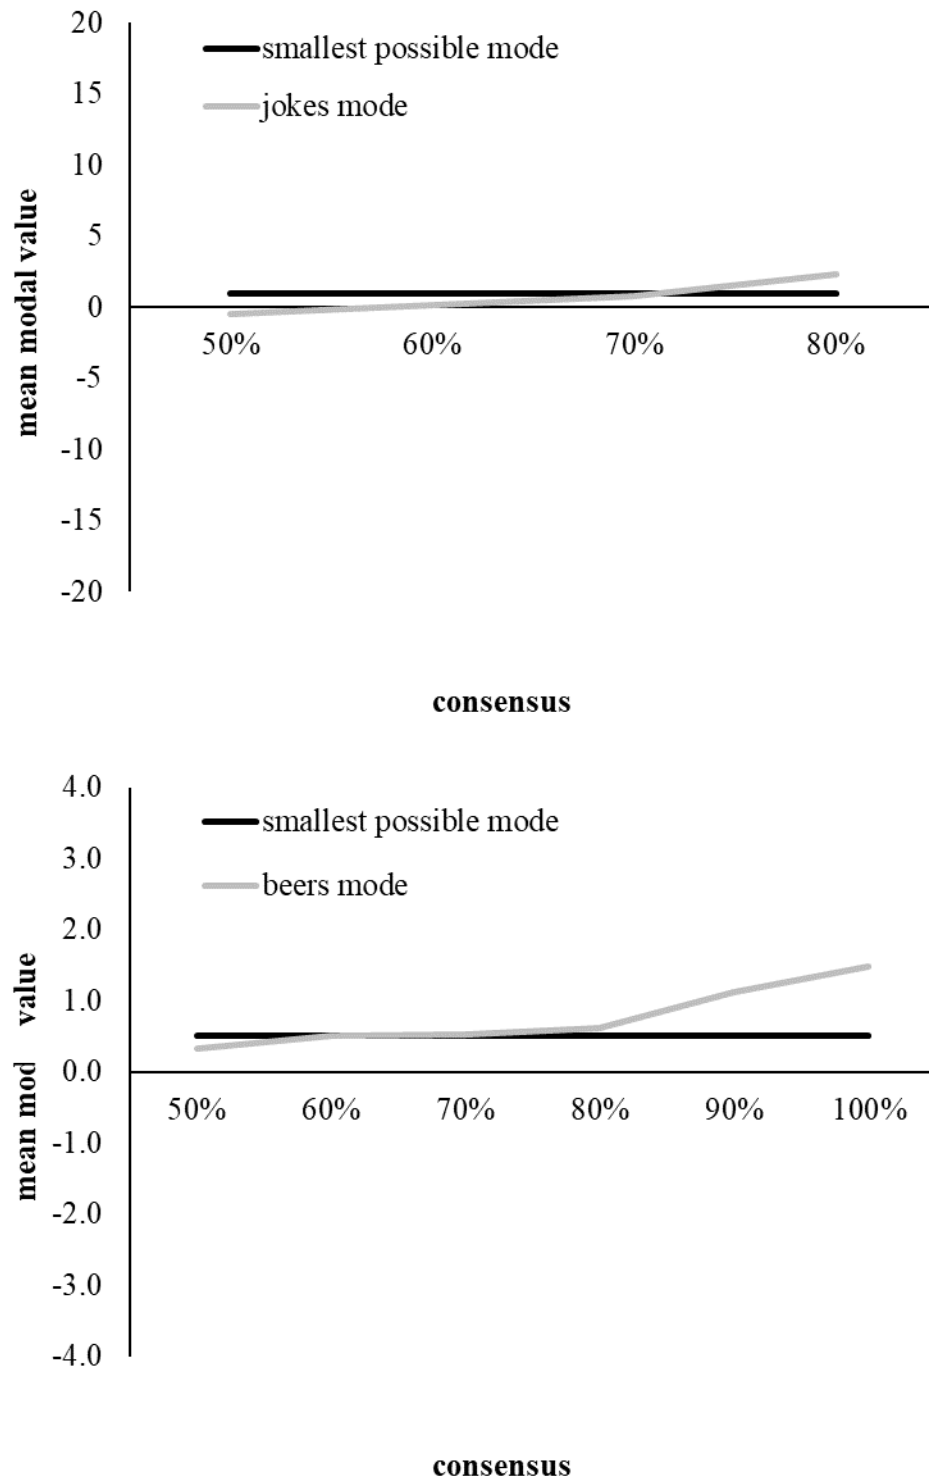 20
smallest possible mode
15
jokes mode
10
5
0
-5
-10
-15
-20
mean modal value
50% 60% 70% 80%
consensus
4.0
smallest possible mode
3.0
beers mode
2.0
1.0
0.0
-1.0
-2.0
-3.0
-4.0
mean mod value
50% 60% 70% 80% 90% 100%
consensus